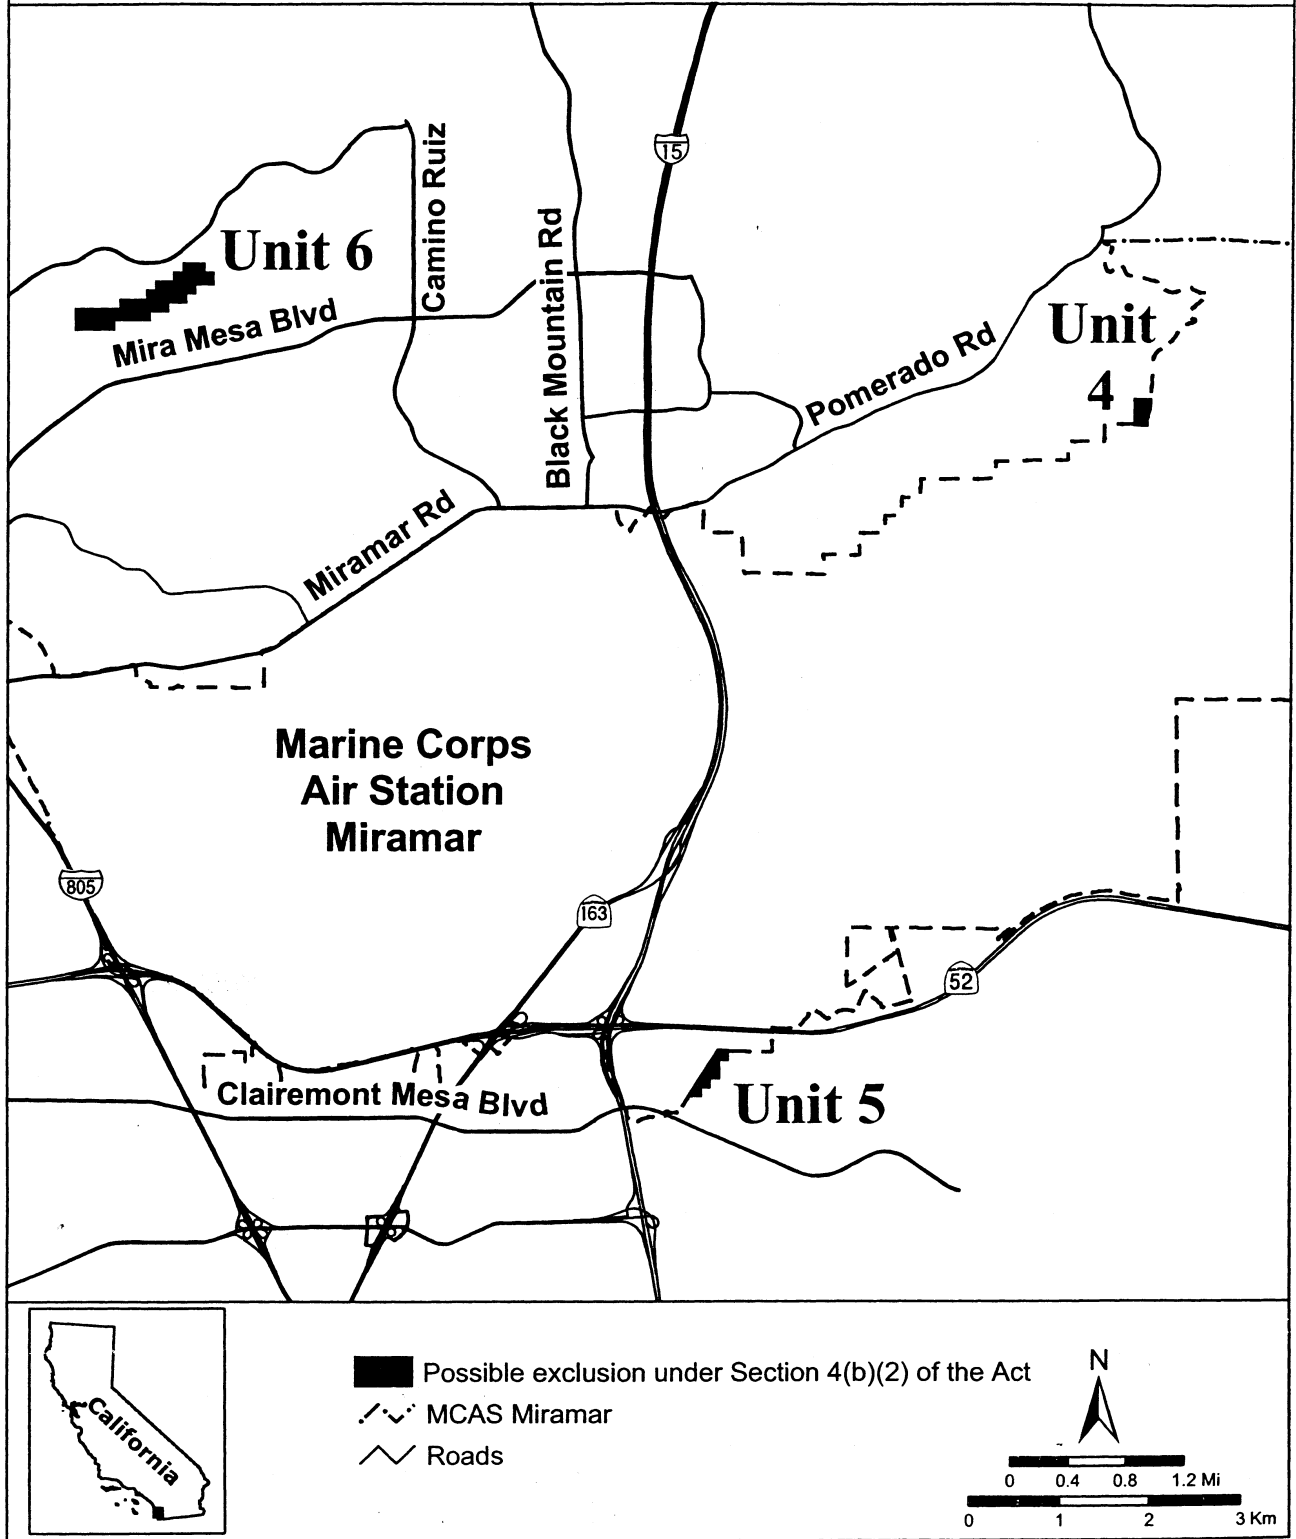 15
Camino Ruiz
Unit 6
Black Mountain Rd
Mira Mesa Blvd
Unit
4
Pomerado Rd
Miramar Rd
Marine Corps
Air Station
Miramar
805
163
52
Clairemont Mesa Blvd
Unit 5
California
Possible exclusion under Section 4(b)(2) of the Act
MCAS Miramar
Roads
N
0 0.4 0.8 1.2 Mi
0 1 2 3 Km